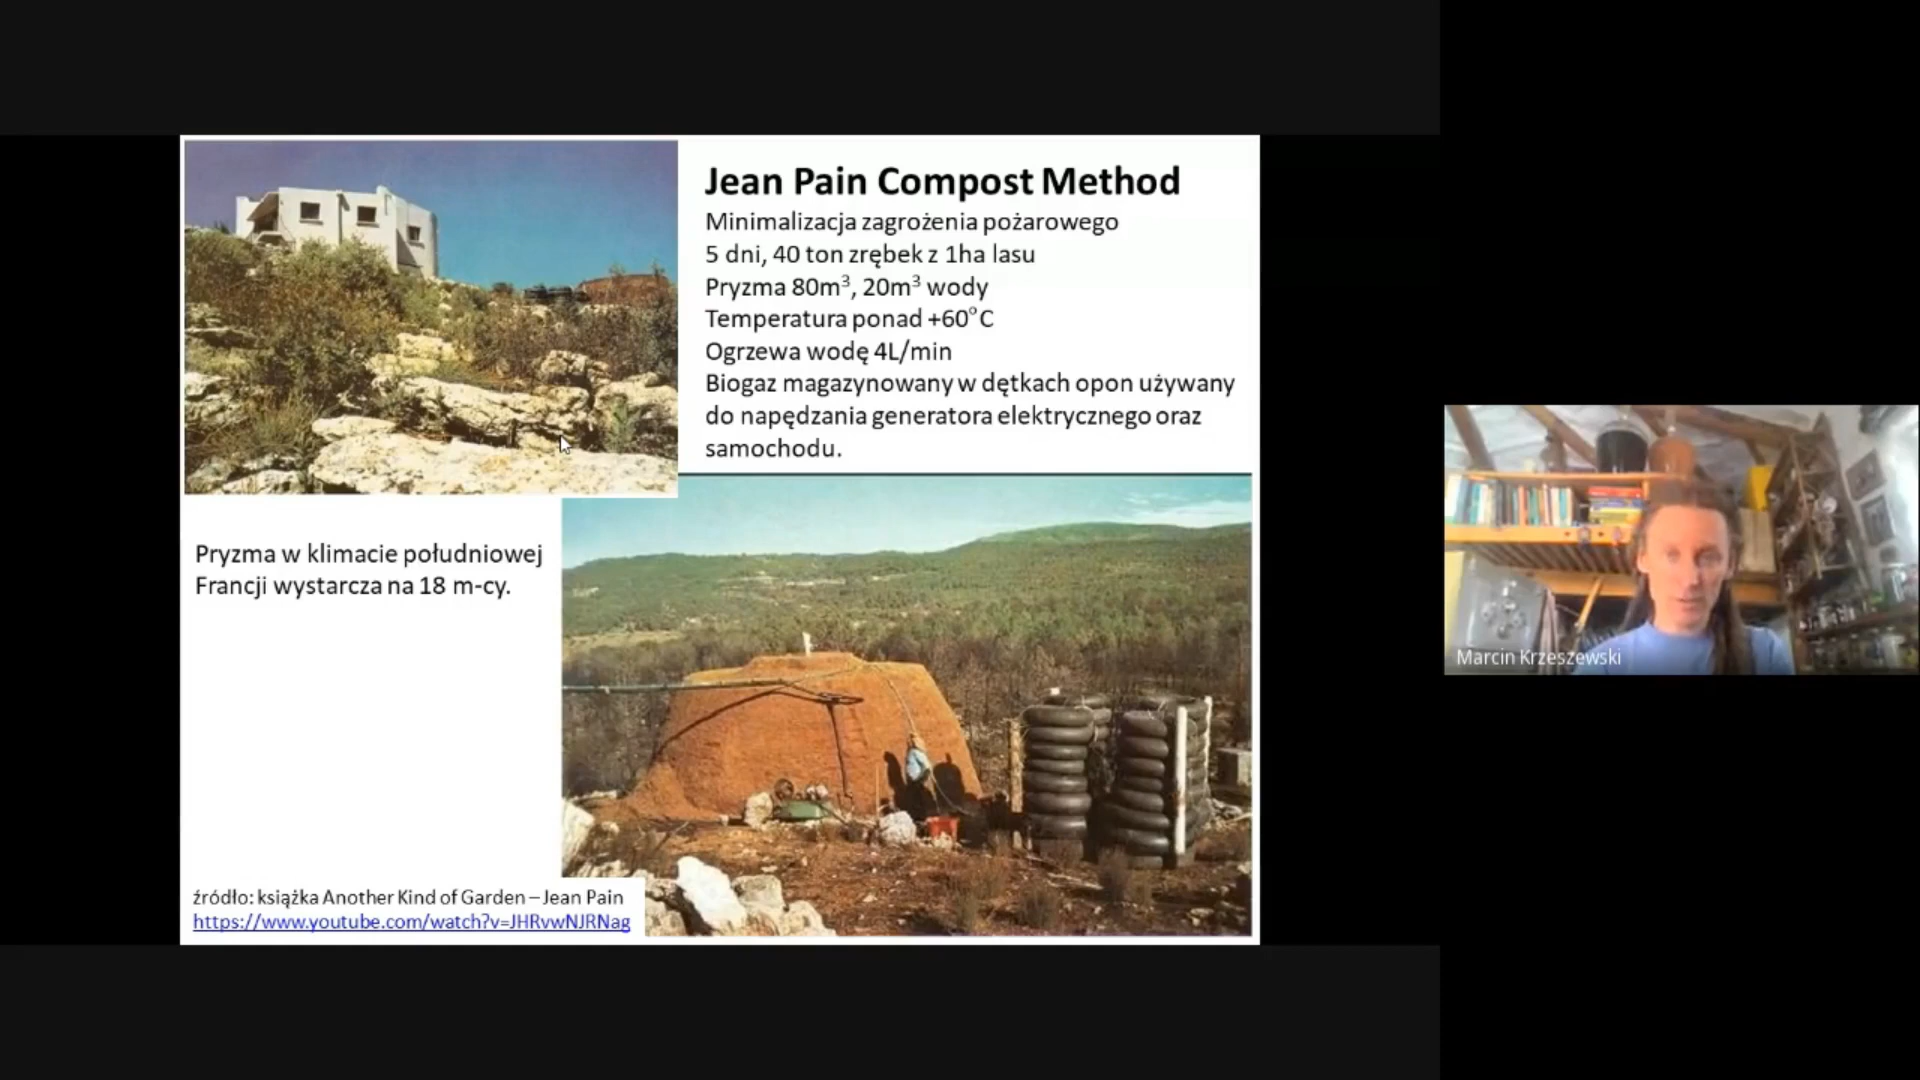 Jean Pain Compost Method
Minimalizacja zagrożenia pożarowego
5 dni, 40 ton zrębek z 1ha lasu
Pryzma 80m³, 20m³ wody
Temperatura ponad +60°C
Ogrzewa wodę 4L/min
Biogaz magazynowany w dętkach opon używany
do napędzania generatora elektrycznego oraz
samochodu.
Pryzma w klimacie południowej
Francji wystarcza na 18 m-cy.
źródło: książka Another Kind of Garden – Jean Pain
https://www.youtube.com/watch?v=JHRvwNJRNag
Marcin Krzeszewski